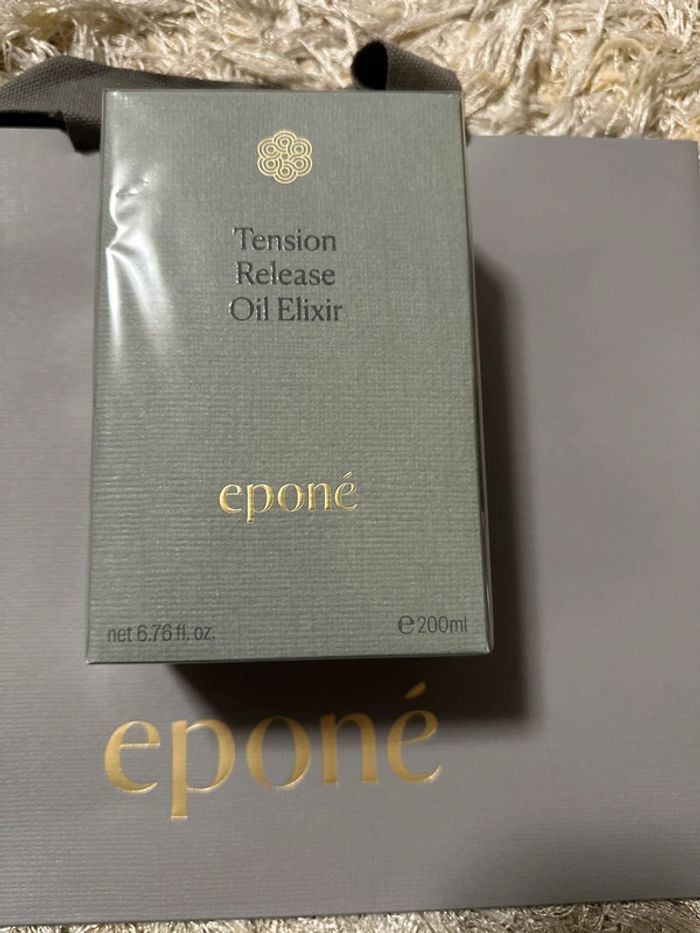 Tension
Release
Oil Elixir
eponé
net 6.76 fl. oz.
℮200ml
eponé